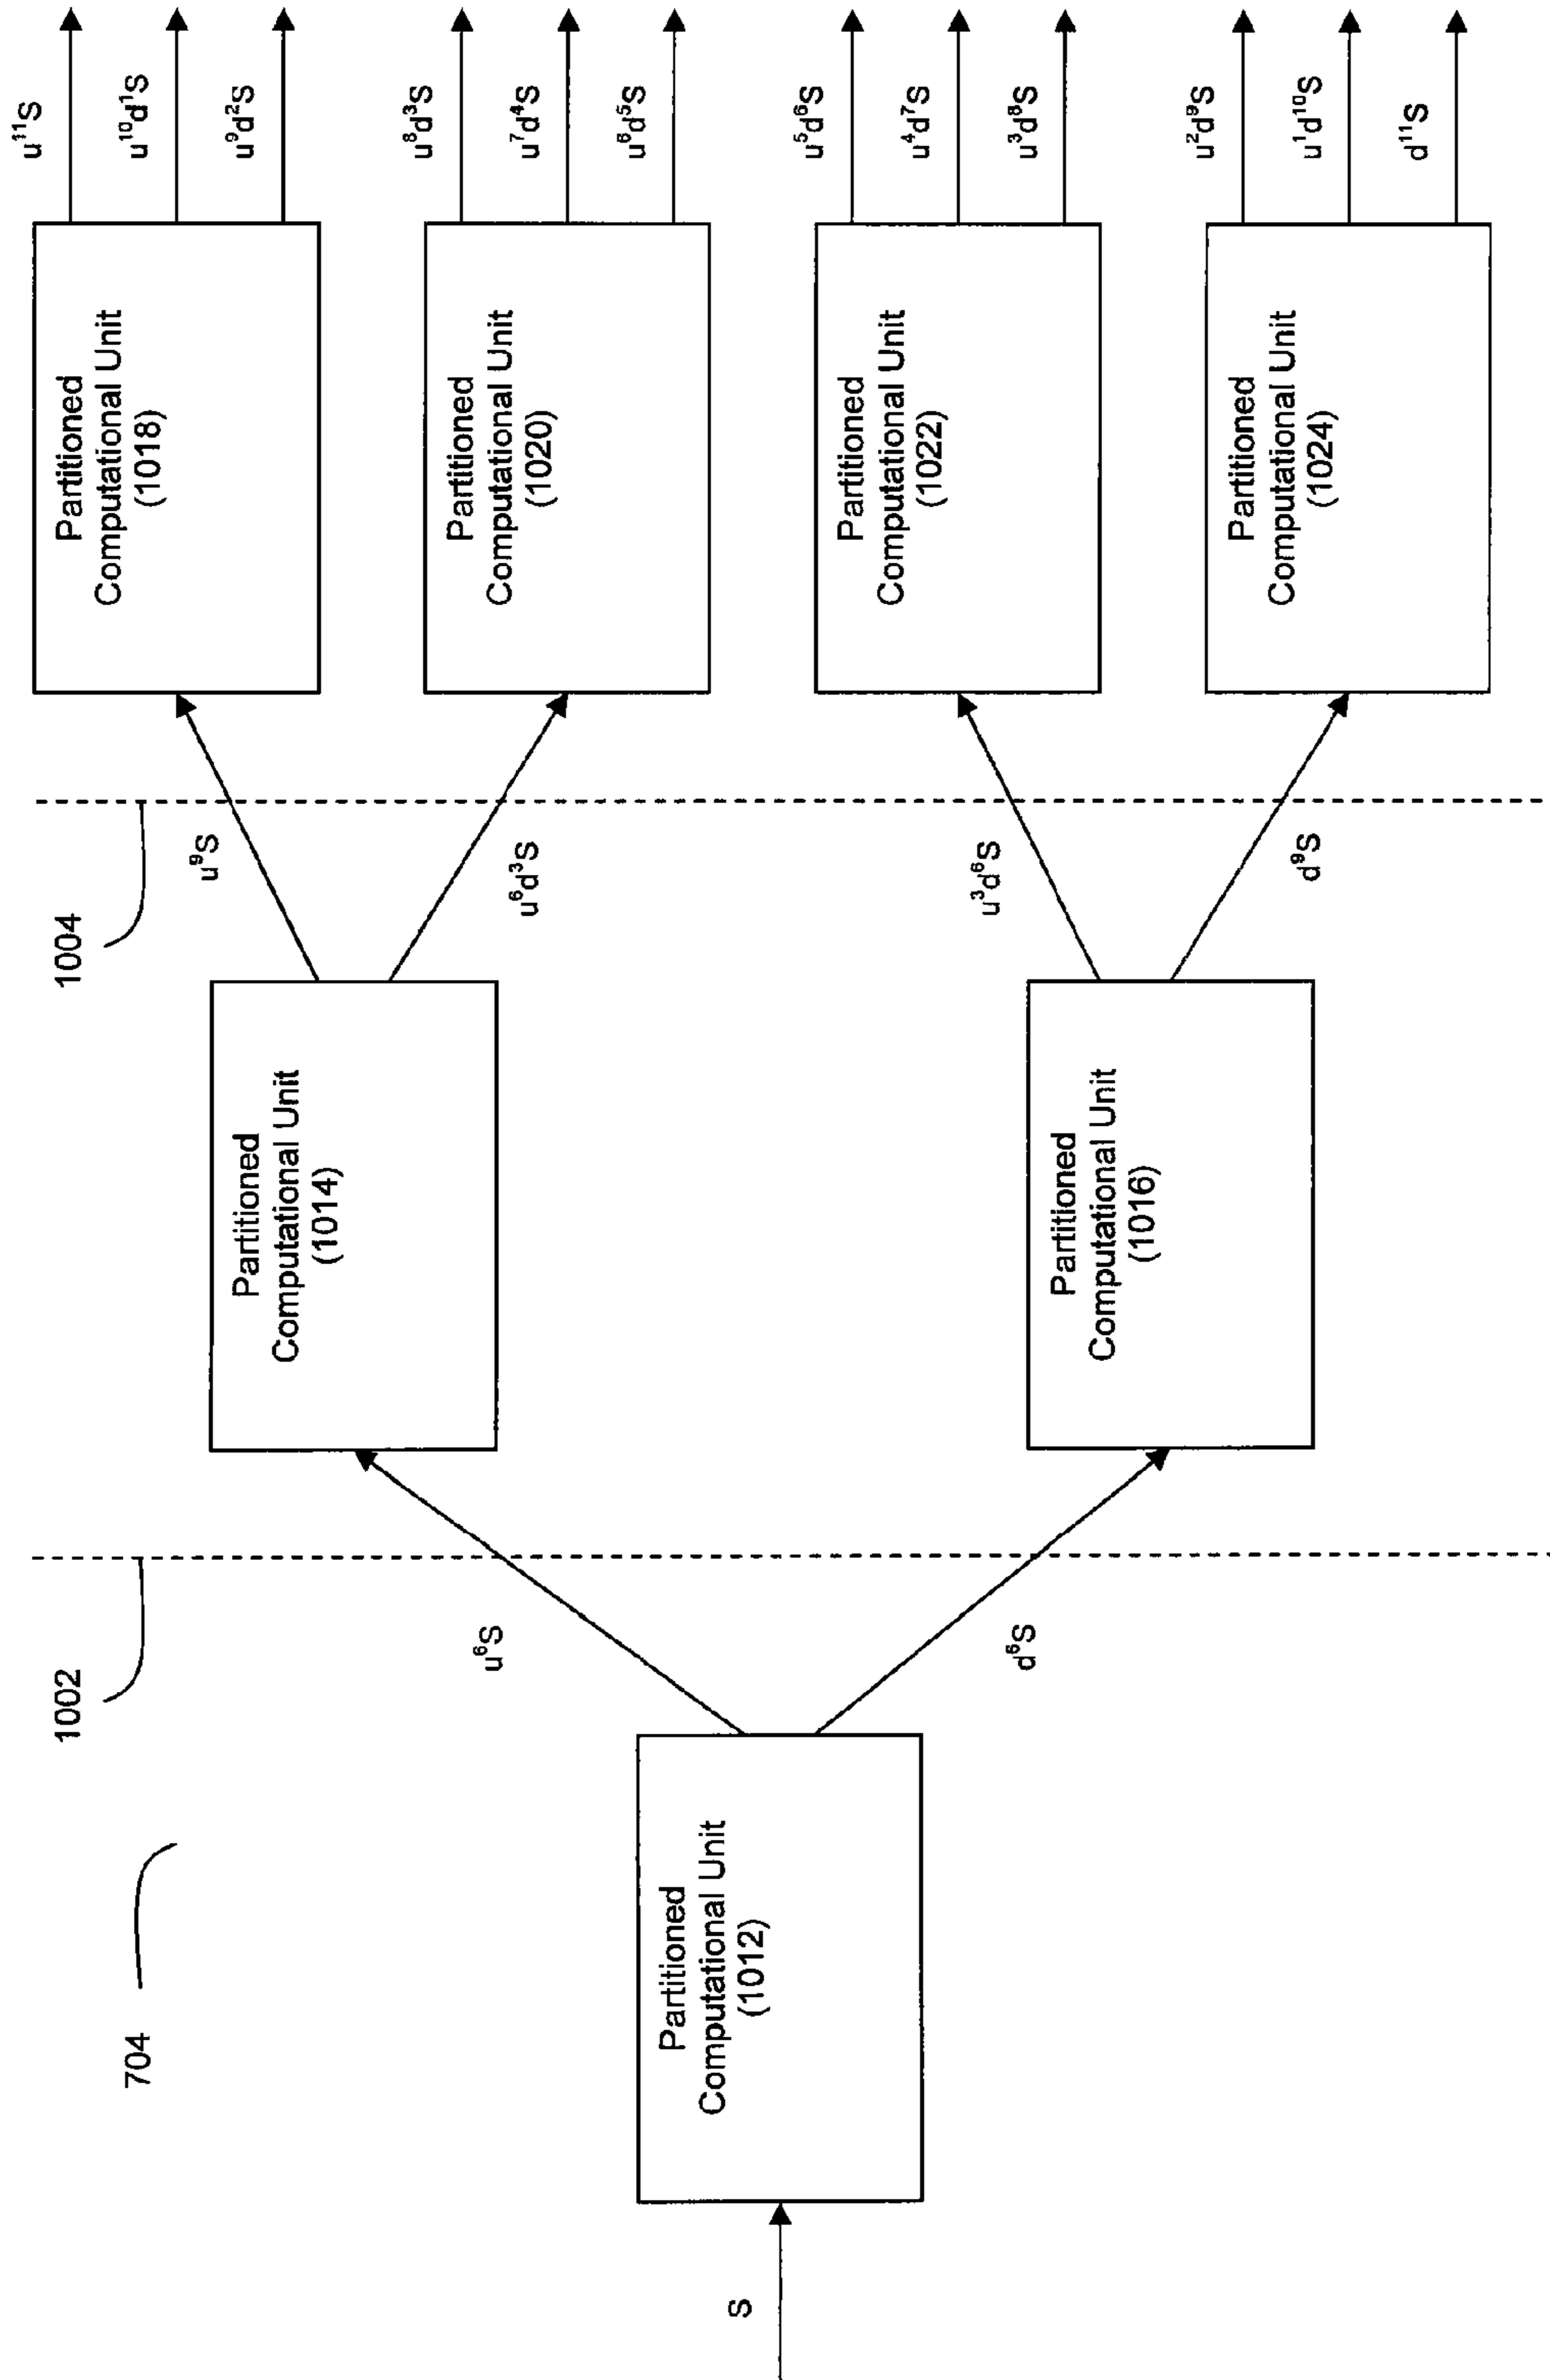 704
1002
1004
S
Partitioned
Computational Unit
(1012)
u⁶S
d⁶S
Partitioned
Computational Unit
(1014)
Partitioned
Computational Unit
(1016)
u⁹S
u⁶d³S
u³d⁶S
d⁹S
Partitioned
Computational Unit
(1018)
Partitioned
Computational Unit
(1020)
Partitioned
Computational Unit
(1022)
Partitioned
Computational Unit
(1024)
u¹¹S
u¹⁰d¹S
u⁹d²S
u⁸d³S
u⁷d⁴S
u⁶d⁵S
u⁵d⁶S
u⁴d⁷S
u³d⁸S
u²d⁹S
u¹d¹⁰S
d¹¹S